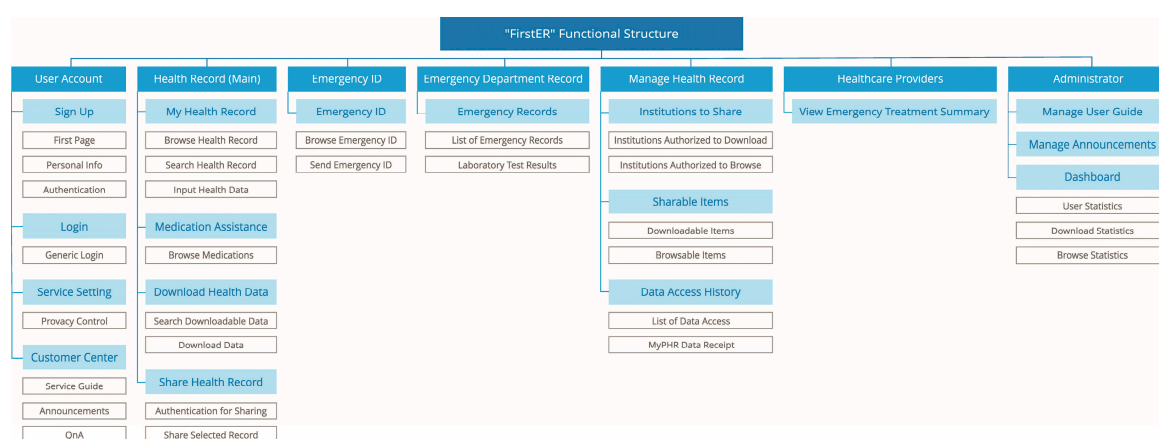 "FirstER" Functional Structure
User Account
Sign Up
First Page
Personal Info
Authentication
Login
Generic Login
Service Setting
Provacy Control
Customer Center
Service Guide
Announcements
QnA
Health Record (Main)
My Health Record
Browse Health Record
Search Health Record
Input Health Data
Medication Assistance
Browse Medications
Download Health Data
Search Downloadable Data
Download Data
Share Health Record
Authentication for Sharing
Share Selected Record
Emergency ID
Emergency ID
Browse Emergency ID
Send Emergency ID
Emergency Department Record
Emergency Records
List of Emergency Records
Laboratory Test Results
Manage Health Record
Institutions to Share
Institutions Authorized to Download
Institutions Authorized to Browse
Sharable Items
Downloadable Items
Browsable Items
Data Access History
List of Data Access
MyPHR Data Receipt
Healthcare Providers
View Emergency Treatment Summary
Administrator
Manage User Guide
Manage Announcements
Dashboard
User Statistics
Download Statistics
Browse Statistics